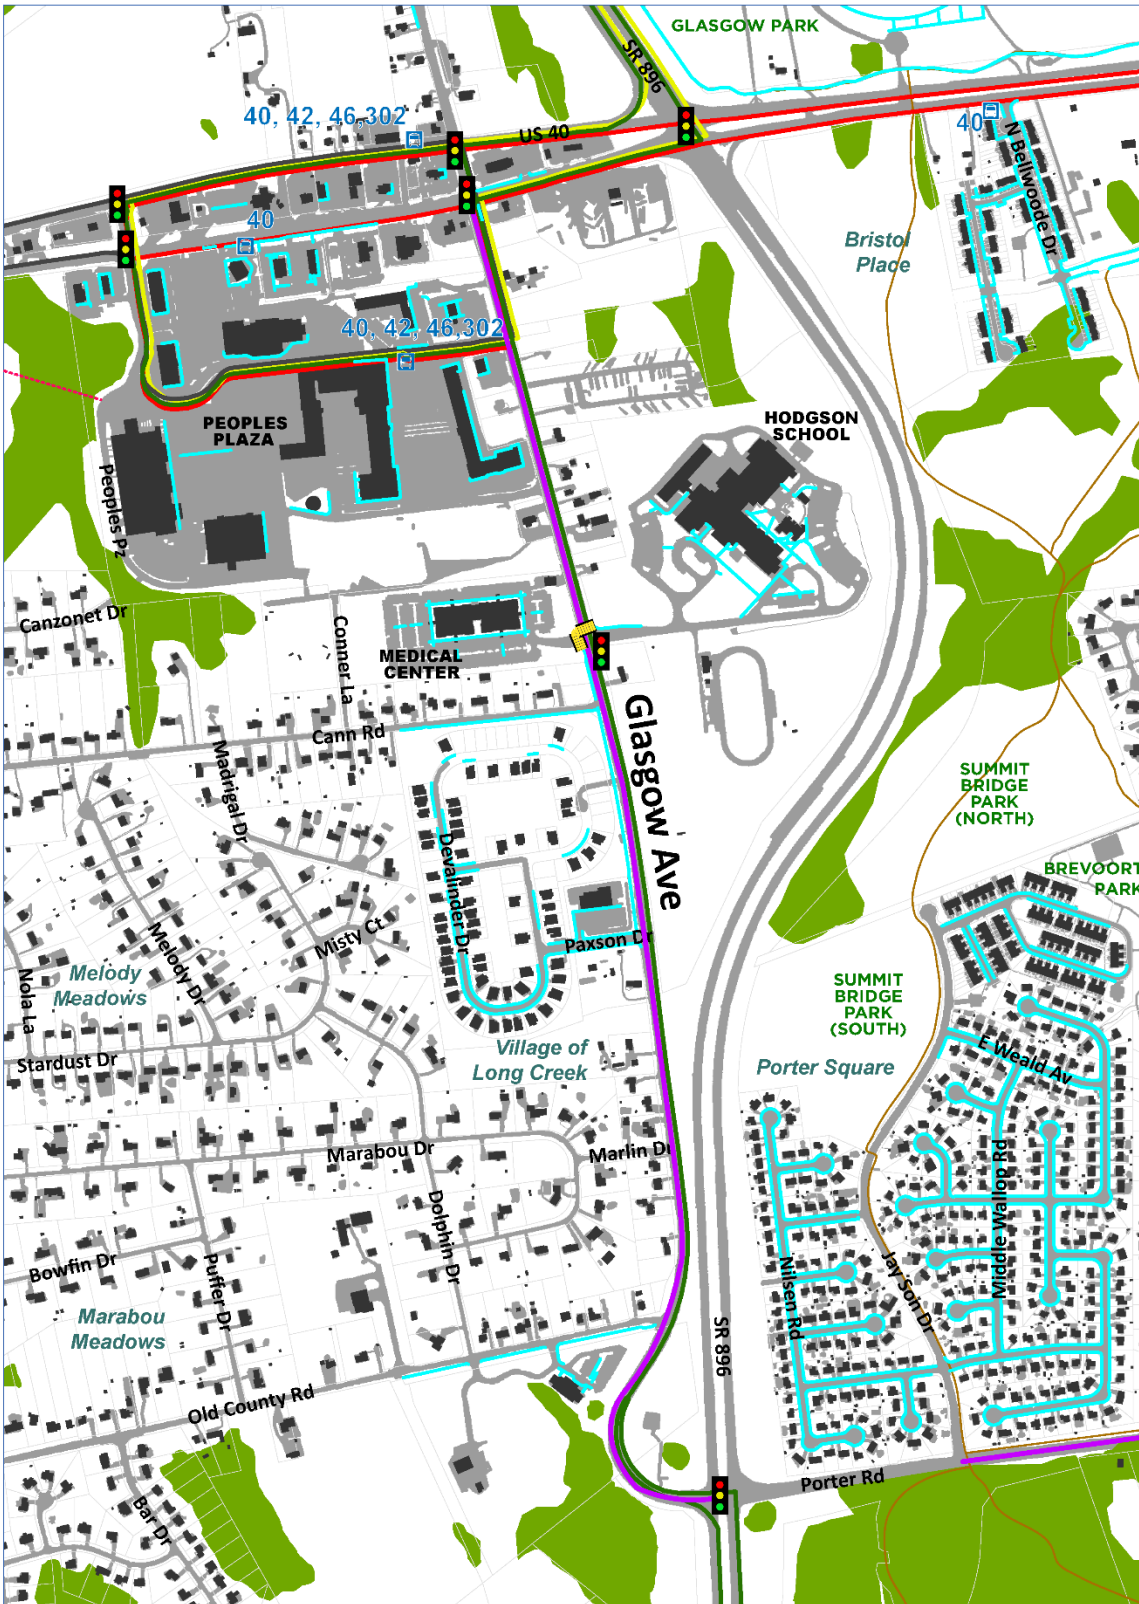 GLASGOW PARK
SR 896
40, 42, 46,302
US 40
40
N Bellwoode Dr
40
Bristol
Place
40, 42, 46,302
PEOPLES
PLAZA
HODGSON
SCHOOL
Peoples Pz
Canzonet Dr
Conner La
MEDICAL
CENTER
Cann Rd
Glasgow Ave
Madrigal Dr
SUMMIT
BRIDGE
PARK
(NORTH)
Devalinder Dr
BREVOORT
PARK
Misty Ct
Melody Dr
Paxson Dr
Melody
Meadows
Nola La
SUMMIT
BRIDGE
PARK
(SOUTH)
Stardust Dr
Village of
Long Creek
E Weald Av
Porter Square
Marabou Dr
Marlin Dr
Middle Wallop Rd
Dolphin Dr
Bowfin Dr
Puffer Dr
Nilsen Rd
Jay Son Dr
Marabou
Meadows
SR 896
Old County Rd
Porter Rd
Bar Dr